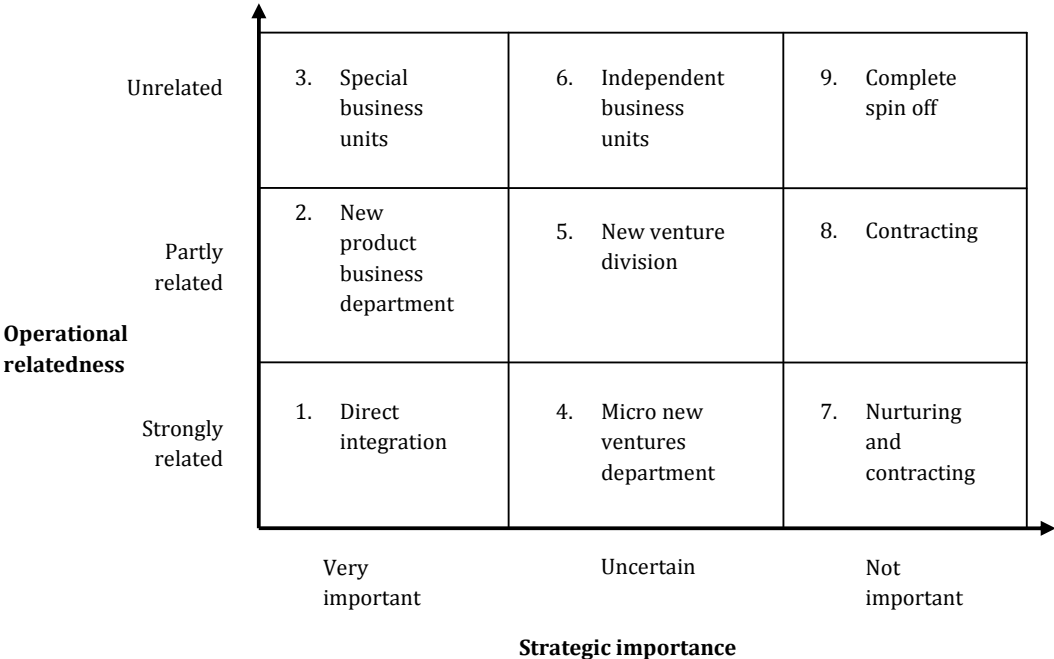 Unrelated
3. Special
business
units
6. Independent
business
units
9. Complete
spin off
Partly
related
2. New
product
business
department
5. New venture
division
8. Contracting
Operational
relatedness
Strongly
related
1. Direct
integration
4. Micro new
ventures
department
7. Nurturing
and
contracting
Very
important
Uncertain
Not
important
Strategic importance